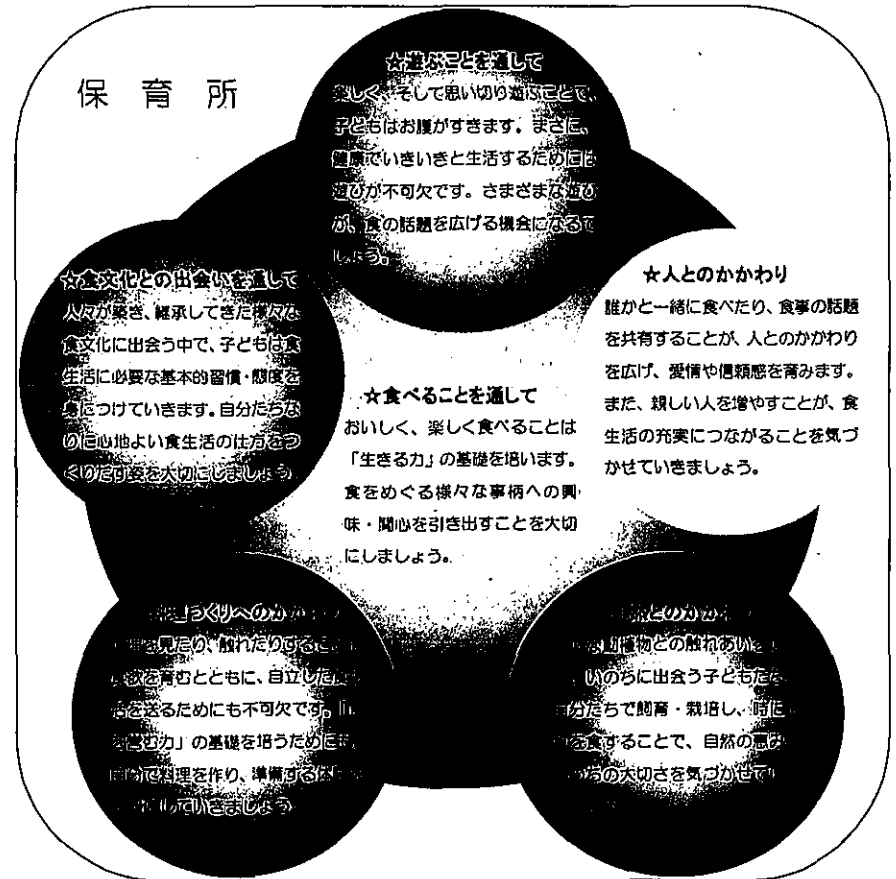 保育所
☆遊ぶことを通して
楽しく、そして思い切り遊ぶことで、
子どもはお腹がすきます。まさに、
健康でいきいきと生活するためには
遊びが不可欠です。さまざまな遊び
が、食の話題を広げる機会になるで
しょう。
☆人とのかかわり
誰かと一緒に食べたり、食事の話題
を共有することが、人とのかかわり
を広げ、愛情や信頼感を育みます。
また、親しい人を増やすことが、食
生活の充実につながることを気づ
かせていきましょう。
☆食文化との出会いを通して
人々が築き、継承してきた様々な
食文化に出会う中で、子どもは食
生活に必要な基本的習慣・態度を
身につけていきます。自分たちな
りに心地よい食生活の仕方をつ
くりだす姿を大切にしましょう
☆食べることを通して
おいしく、楽しく食べることは
「生きる力」の基礎を培います。
食をめぐる様々な事柄への興
味・関心を引き出すことを大切
にしましょう。
づくりへのかか
を見たり、触れたりするこ
欲を育むとともに、自立した
を送るためにも不可欠です。
営む力」の基礎を培うために
で料理を作り、準備する体
していきましょう
とのかか
動植物との触れあい
いのちに出会う子どもた
分たちで飼育・栽培し、時に
を食することで、自然の恵み
ちの大切さを気づかせてい